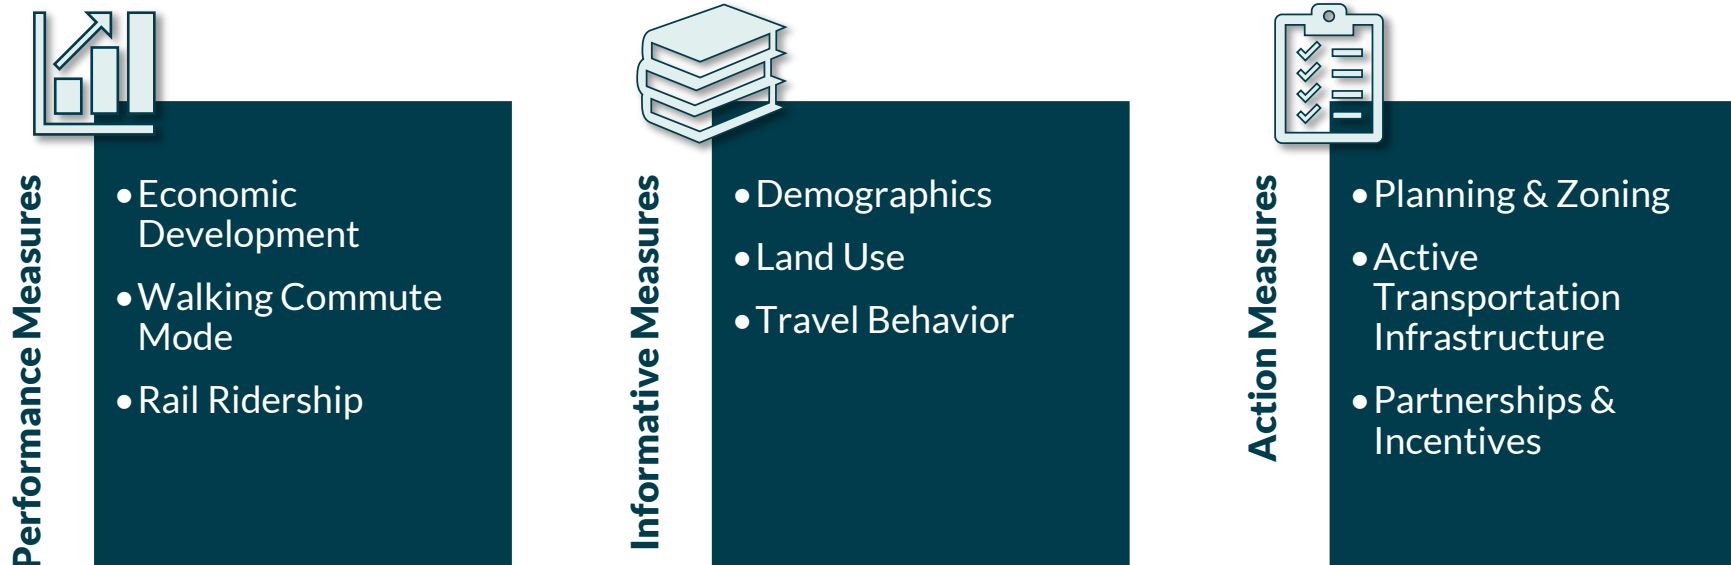 Performance Measures
• Economic
Development
• Walking Commute
Mode
• Rail Ridership
Informative Measures
• Demographics
• Land Use
• Travel Behavior
Action Measures
• Planning & Zoning
• Active
Transportation
Infrastructure
• Partnerships &
Incentives